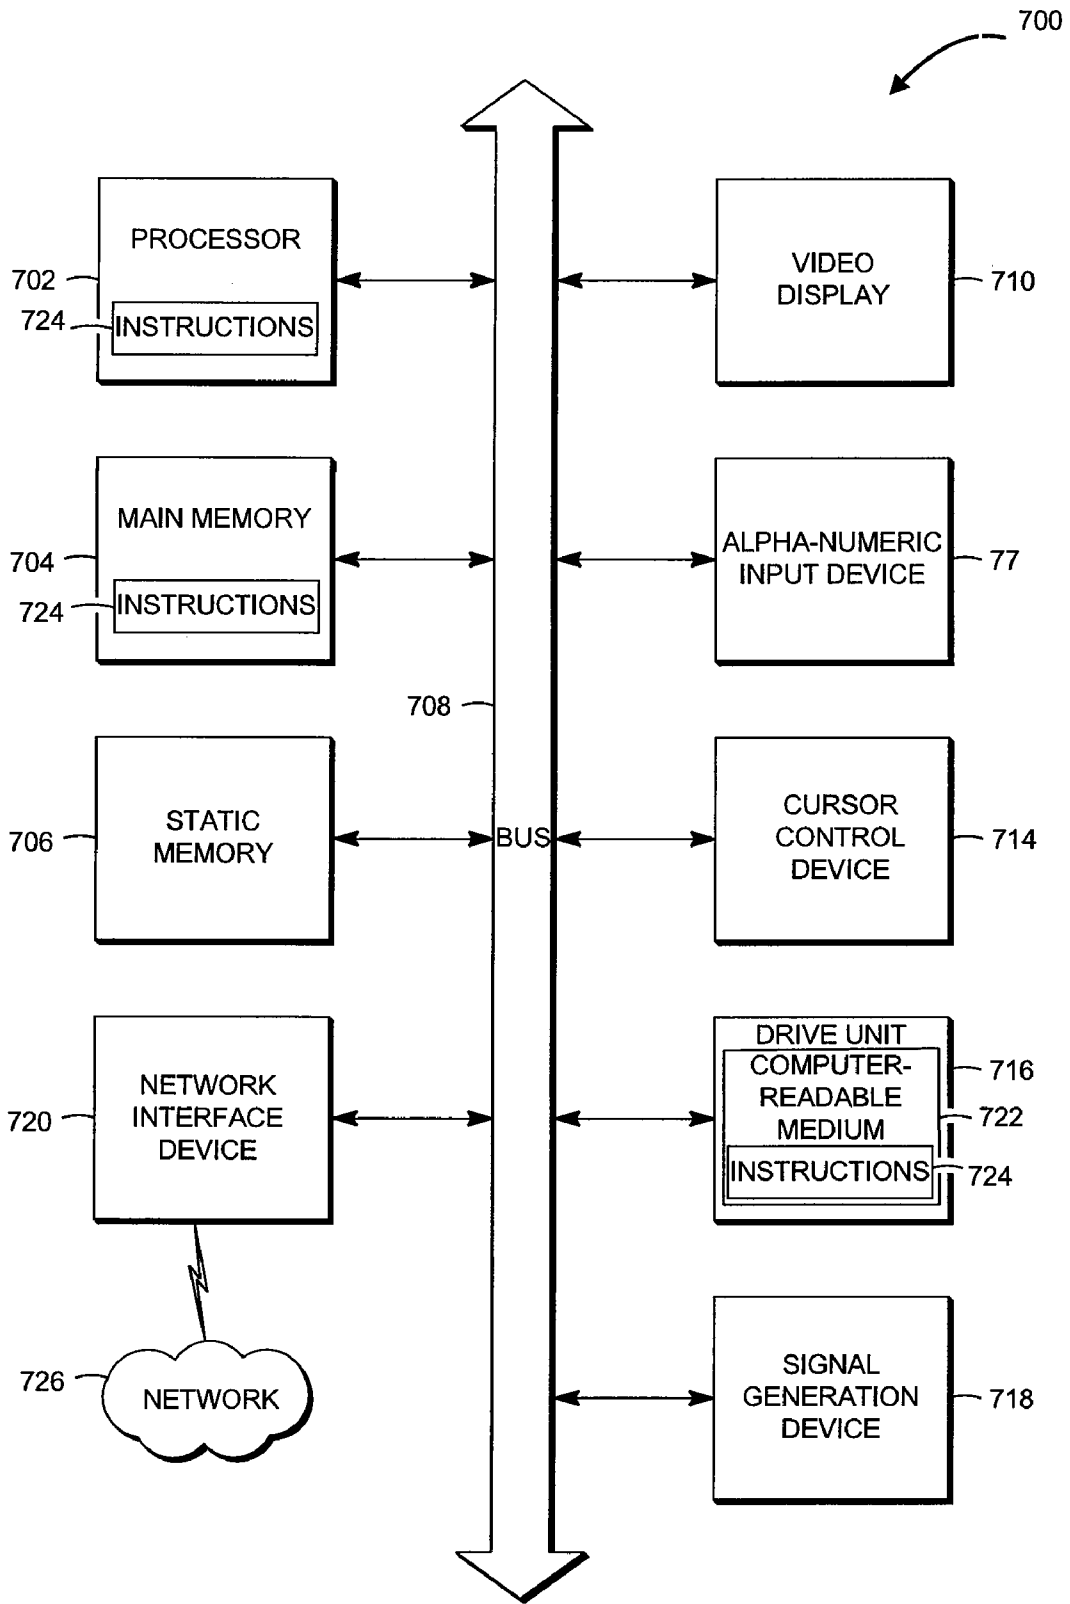 700
PROCESSOR
702
724
INSTRUCTIONS
VIDEO
DISPLAY
710
MAIN MEMORY
704
724
INSTRUCTIONS
ALPHA-NUMERIC
INPUT DEVICE
77
708
STATIC
MEMORY
706
BUS
CURSOR
CONTROL
DEVICE
714
NETWORK
INTERFACE
DEVICE
720
DRIVE UNIT
716
COMPUTER-
READABLE
MEDIUM
722
INSTRUCTIONS
724
726
NETWORK
SIGNAL
GENERATION
DEVICE
718